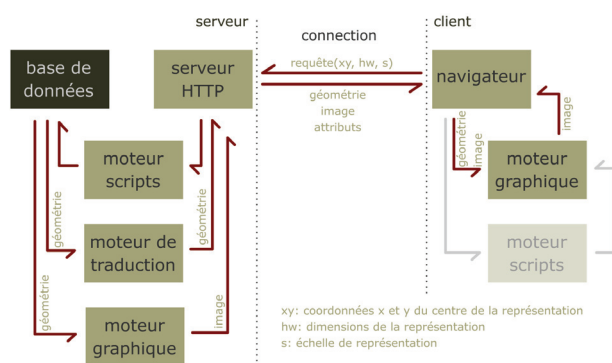 serveur
client
connection
base de
données
serveur
HTTP
requête(xy, hw, s)
géométrie
image
attributs
navigateur
géométrie
image
image
moteur
scripts
moteur
graphique
géométrie
moteur de
traduction
géométrie
moteur
scripts
géométrie
moteur
graphique
image
xy: coordonnées x et y du centre de la représentation
hw: dimensions de la représentation
s: échelle de représentation